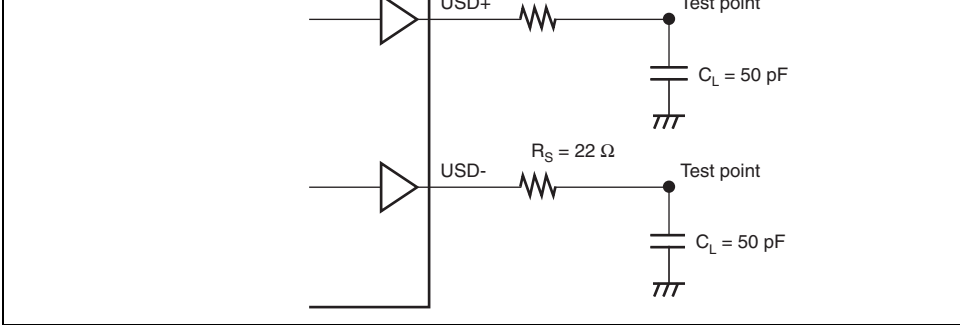 USD+
Test point
C_L = 50 pF
R_S = 22 Ω
USD-
Test point
C_L = 50 pF